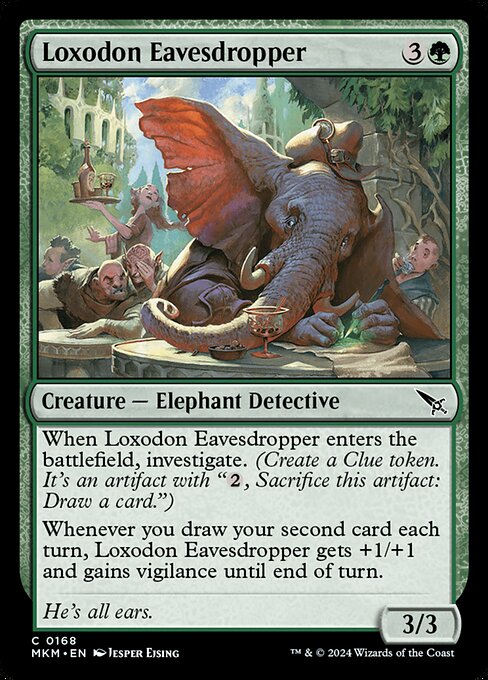 Loxodon Eavesdropper 3
Creature — Elephant Detective
When Loxodon Eavesdropper enters the
battlefield, investigate. (Create a Clue token.
It's an artifact with “2, Sacrifice this artifact:
Draw a card.”)
Whenever you draw your second card each
turn, Loxodon Eavesdropper gets +1/+1
and gains vigilance until end of turn.
He's all ears.
3/3
C 0168
MKM • EN Jesper Eising
™ & © 2024 Wizards of the Coast